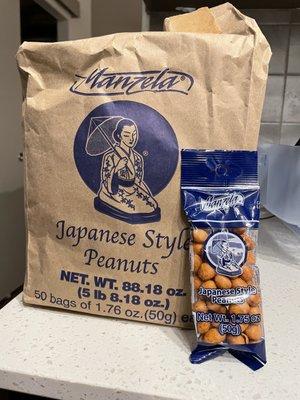 Manzela
®
Japanese Style
Peanuts
NET. WT. 88.18 oz.
(5 lb 8.18 oz.)
50 bags of 1.76 oz.(50g)
Manzela
Japanese Style
Peanuts
Net Wt. 1.75 oz
(50g)